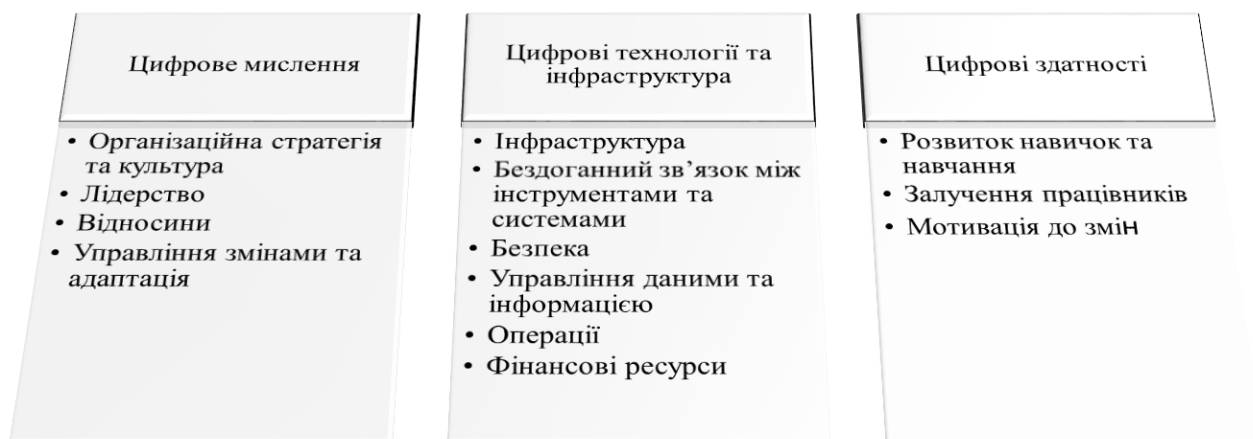 Цифрове мислення
• Організаційна стратегія
та культура
• Лідерство
• Відносини
• Управління змінами та
адаптація
Цифрові технології та
інфраструктура
• Інфраструктура
• Бездоганний зв’язок між
інструментами та
системами
• Безпека
• Управління даними та
інформацією
• Операції
• Фінансові ресурси
Цифрові здатності
• Розвиток навичок та
навчання
• Залучення працівників
• Мотивація до змін